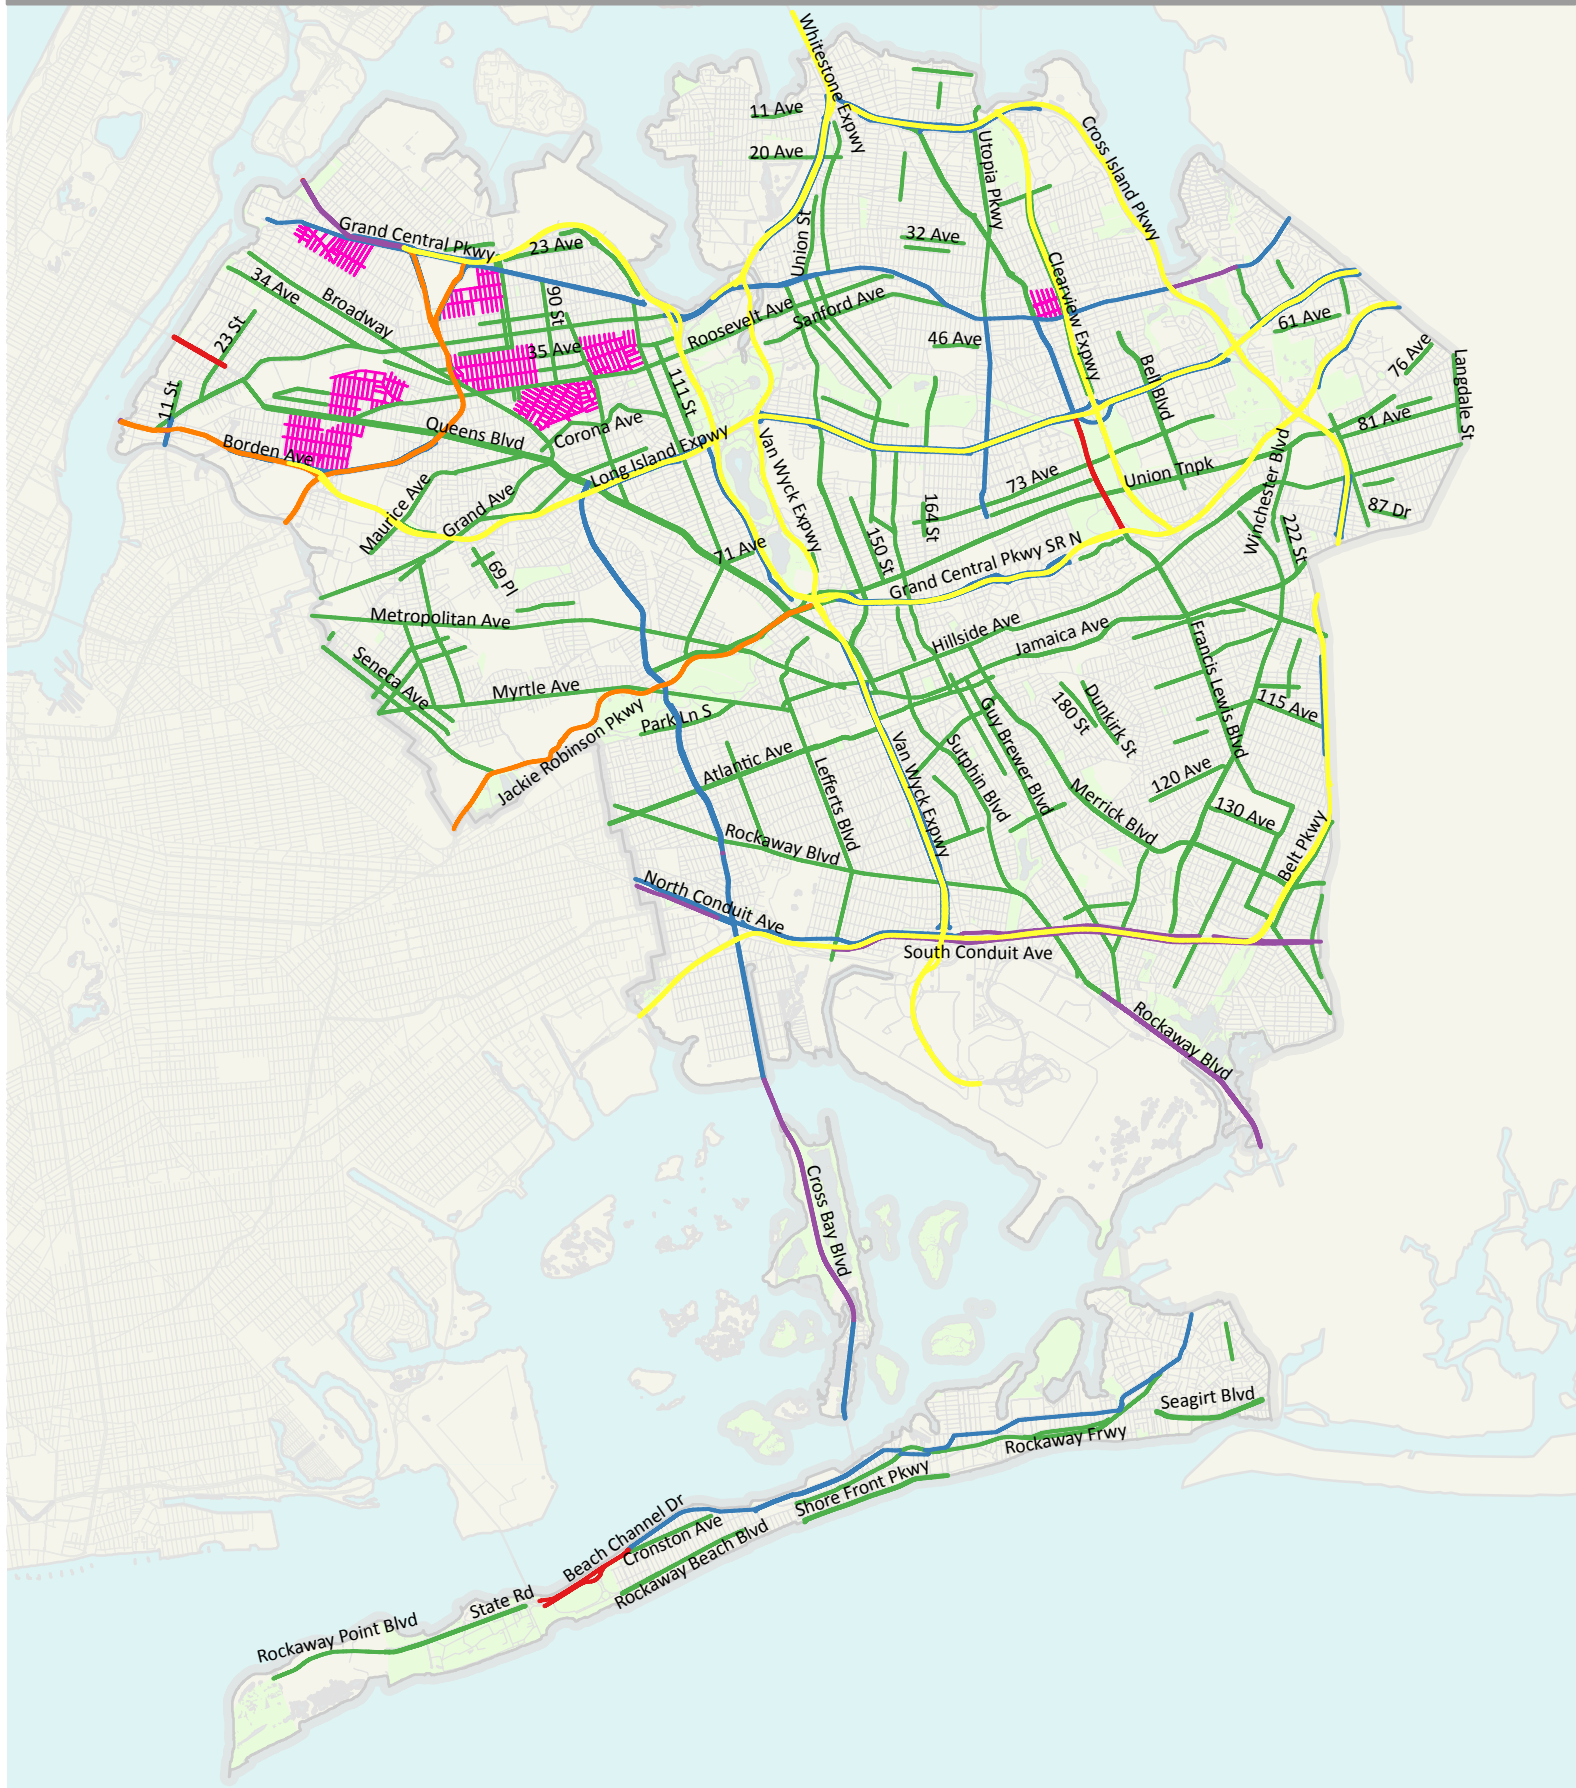 Whitestone Expwy
11 Ave
20 Ave
Cross Island Pkwy
Utopia Pkwy
Grand Central Pkwy
23 Ave
Union St
32 Ave
Clearview Expwy
34 Ave
Broadway
90 St
Roosevelt Ave
Sanford Ave
23 St
35 Ave
46 Ave
61 Ave
76 Ave
Langdale St
11 St
111 St
Bell Blvd
81 Ave
Queens Blvd
Corona Ave
Borden Ave
Long Island Expwy
Van Wyck Expwy
73 Ave
Union Tnpk
Winchester Blvd
Maurice Ave
Grand Ave
164 St
87 Dr
71 Ave
150 St
222 St
69 Pl
Grand Central Pkwy SR N
Metropolitan Ave
Hillside Ave
Jamaica Ave
Seneca Ave
Myrtle Ave
Francis Lewis Blvd
Park Ln S
Guy Brewer Blvd
180 St
Dunkirk St
115 Ave
Jackie Robinson Pkwy
Atlantic Ave
Lefferts Blvd
Van Wyck Expwy
Sutphin Blvd
Merrick Blvd
120 Ave
130 Ave
Rockaway Blvd
Belt Pkwy
North Conduit Ave
South Conduit Ave
Rockaway Blvd
Cross Bay Blvd
Seagirt Blvd
Rockaway Frwy
Shore Front Pkwy
Beach Channel Dr
Cronston Ave
Rockaway Beach Blvd
State Rd
Rockaway Point Blvd